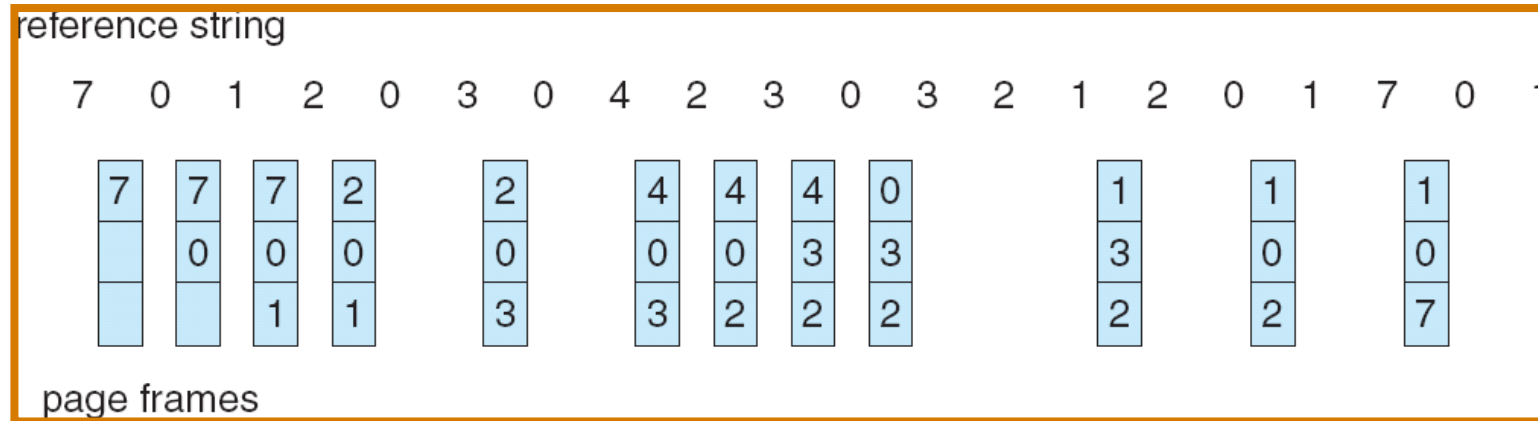 reference string
7 0 1 2 0 3 0 4 2 3 0 3 2 1 2 0 1 7 0 1
7 7 7 2 2 4 4 4 0 1 1 1
0 0 0 0 0 0 3 3 3 0 0
1 1 3 3 2 2 2 2 2 7
page frames